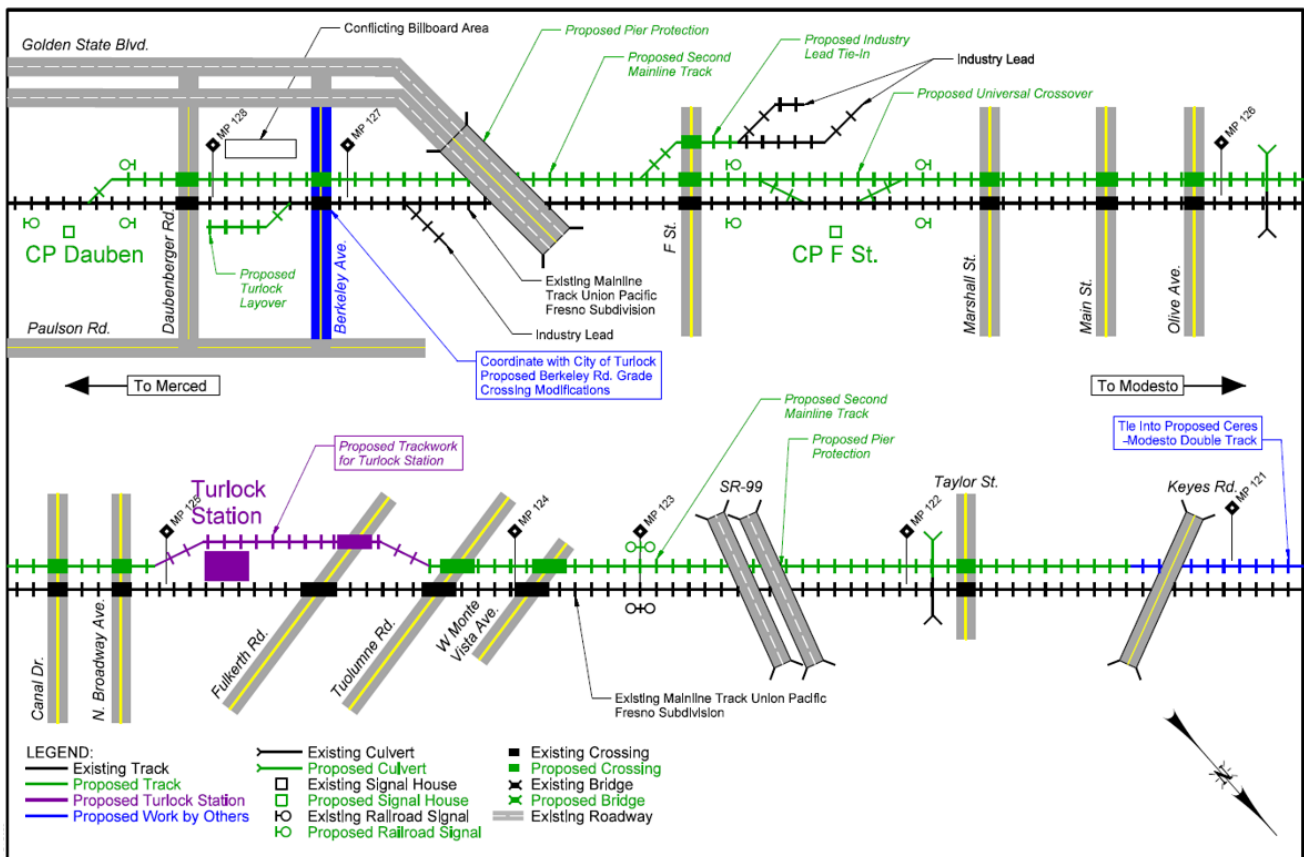 Golden State Blvd.
Conflicting Billboard Area
Proposed Pier Protection
Proposed Second
Mainline Track
Proposed Industry
Lead Tie-In
Industry Lead
Proposed Universal Crossover
MP 128
MP 127
MP 126
CP Dauben
Daubenberger Rd.
Proposed
Turlock
Layover
Berkeley Ave.
Existing Mainline
Track Union Pacific
Fresno Subdivision
Industry Lead
F St.
CP F St.
Marshall St.
Main St.
Olive Ave.
Paulson Rd.
Coordinate with City of Turlock
Proposed Berkeley Rd. Grade
Crossing Modifications
To Merced
To Modesto
Proposed Trackwork
for Turlock Station
Proposed Second
Mainline Track
Proposed Pier
Protection
Tie Into Proposed Ceres
-Modesto Double Track
Turlock
Station
MP 125
MP 124
MP 123
SR-99
MP 122
Taylor St.
Keyes Rd.
MP 121
Canal Dr.
N. Broadway Ave.
Fulkerth Rd.
Tuolumne Rd.
W Monte
Vista Ave.
Existing Mainline Track Union Pacific
Fresno Subdivision
LEGEND:
Existing Track
Proposed Track
Proposed Turlock Station
Proposed Work by Others
Existing Culvert
Proposed Culvert
Existing Signal House
Proposed Signal House
Existing Railroad Signal
Proposed Railroad Signal
Existing Crossing
Proposed Crossing
Existing Bridge
Proposed Bridge
Existing Roadway
N